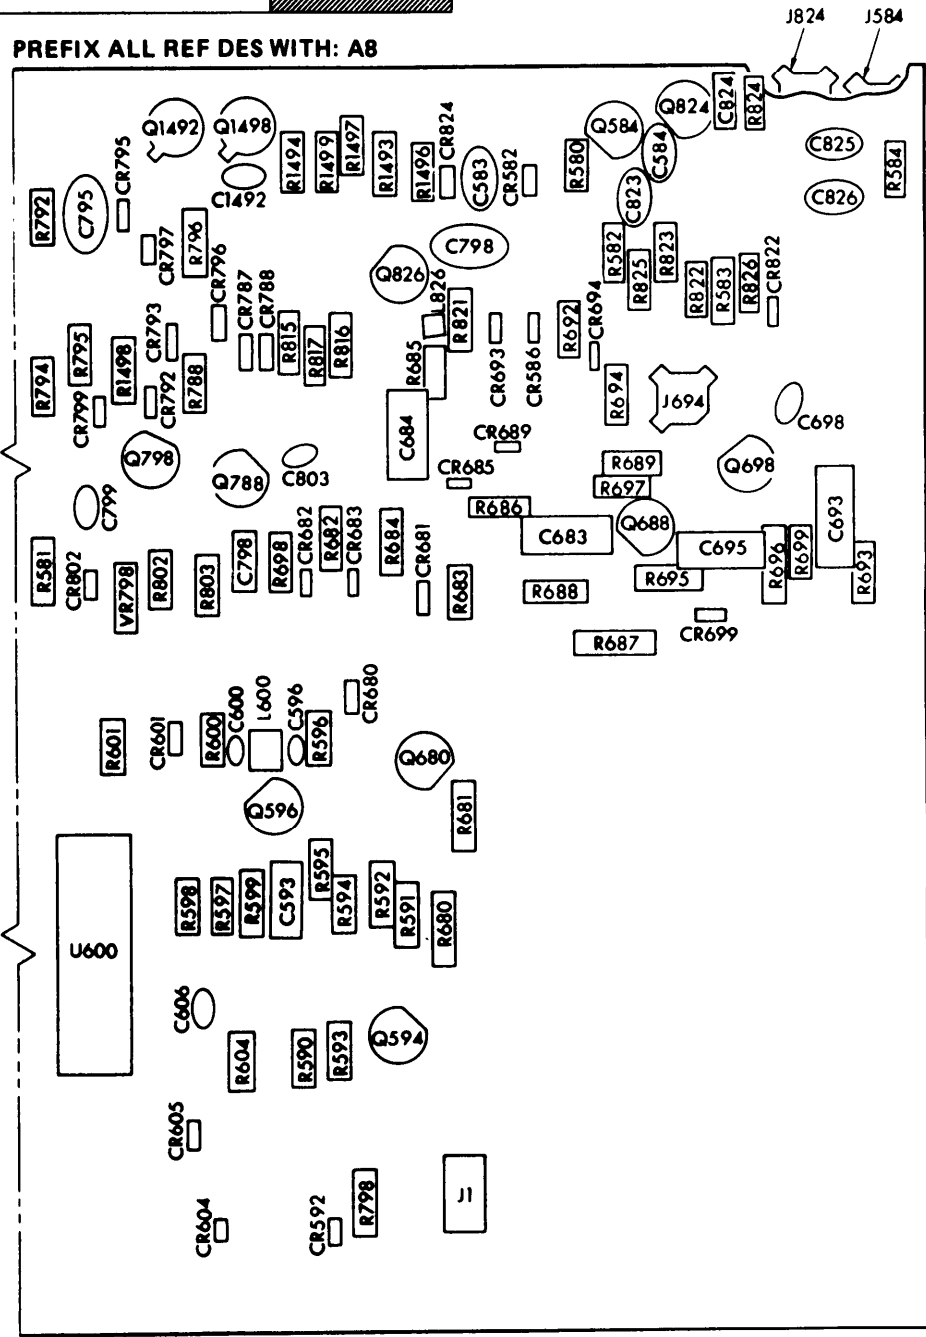 J824
J584
PREFIX ALL REF DES WITH: A8
Q1492
Q1498
C1492
CR795
R792
C795
CR797
R796
CR796
R1494
R1499
R1497
R1493
R1496
CR824
C583
CR582
R580
Q584
Q824
C584
C823
C824
R824
C825
C826
R584
C798
Q826
L826
R821
R582
R825
R823
R822
R583
R826
CR822
CR787
CR788
R815
R817
R816
R685
CR693
CR586
R692
CR694
R694
J694
C698
R794
R795
CR799
R1498
CR793
CR792
R788
C684
CR689
CR685
Q798
Q788
C803
C799
R689
R697
Q698
R686
C683
Q688
C695
R696
R699
C693
R693
R581
CR802
VR798
R802
R803
C798
R698
CR682
R682
CR683
R684
CR681
R683
R688
R695
CR699
R687
R601
CR601
R600
C600
L600
C596
R596
CR680
Q680
Q596
R681
U600
R598
R597
R599
C593
R595
R594
R592
R591
R680
C606
R604
R590
R593
Q594
CR605
CR604
CR592
R798
J1